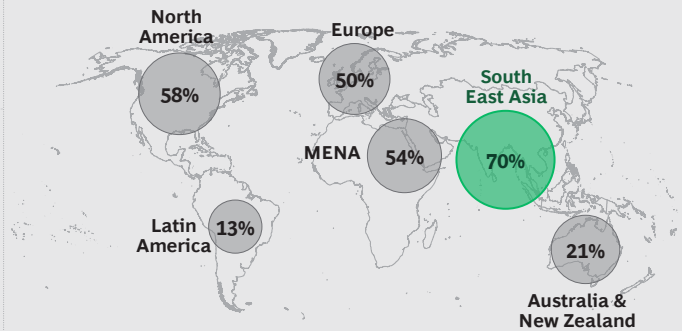 North
America
58%
Europe
50%
South
East Asia
70%
MENA
54%
Latin
America
13%
21%
Australia &
New Zealand